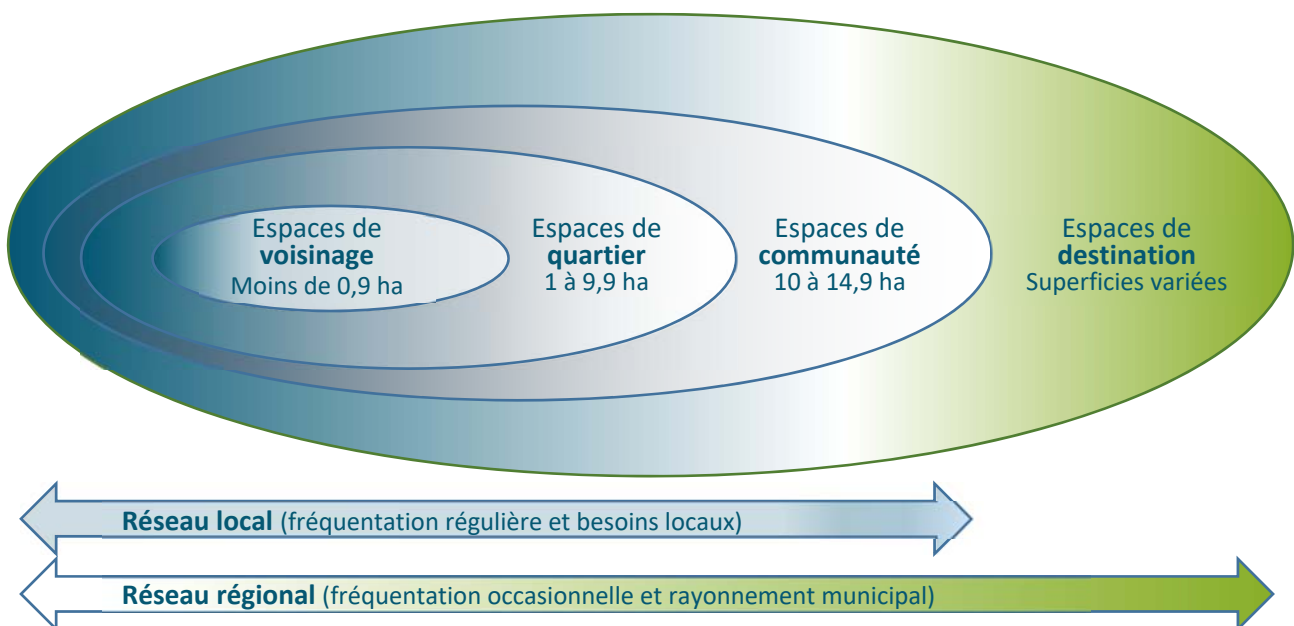 Espaces de
voisinage
Moins de 0,9 ha
Espaces de
quartier
1 à 9,9 ha
Espaces de
communauté
10 à 14,9 ha
Espaces de
destination
Superficies variées
Réseau local (fréquentation régulière et besoins locaux)
Réseau régional (fréquentation occasionnelle et rayonnement municipal)